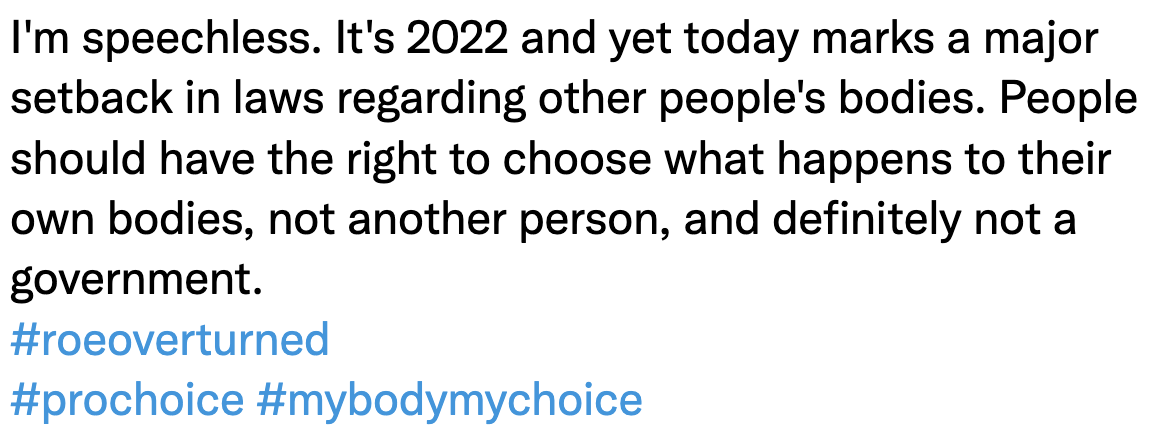 I'm speechless. It's 2022 and yet today marks a major
setback in laws regarding other people's bodies. People
should have the right to choose what happens to their
own bodies, not another person, and definitely not a
government.
#roeoverturned
#prochoice #mybodymychoice